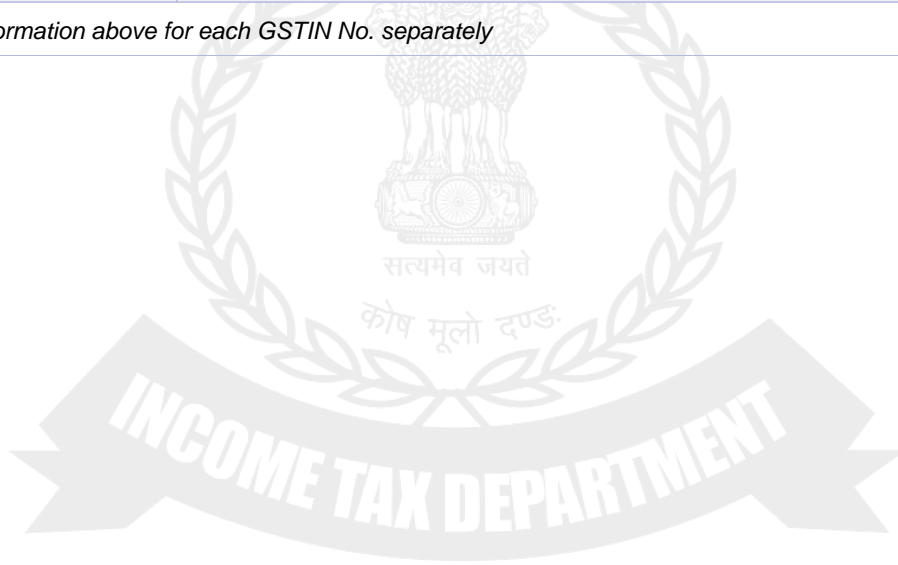 ormation above for each GSTIN No. separately
सत्यमेव जयते
कोष मूलो दण्डः
INCOME TAX DEPARTMENT